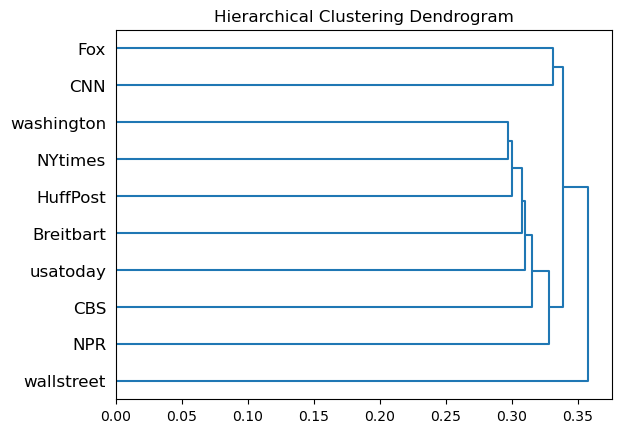 Hierarchical Clustering Dendrogram
Fox
CNN
washington
NYtimes
HuffPost
Breitbart
usatoday
CBS
NPR
wallstreet
0.00 0.05 0.10 0.15 0.20 0.25 0.30 0.35